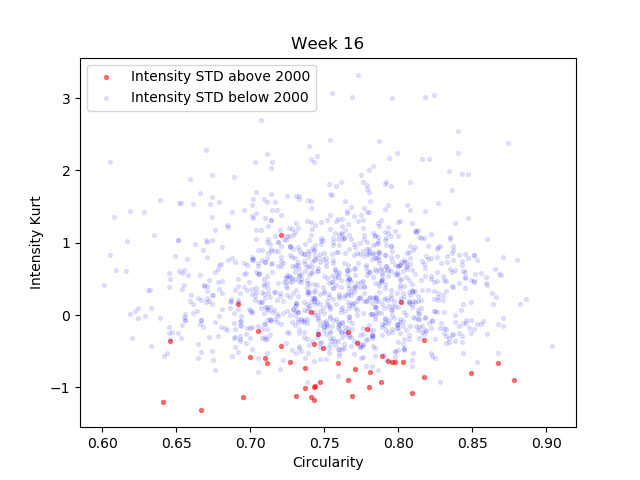 Week 16
Intensity STD above 2000
Intensity STD below 2000
Intensity Kurt
3
2
1
0
−1
0.60 0.65 0.70 0.75 0.80 0.85 0.90
Circularity